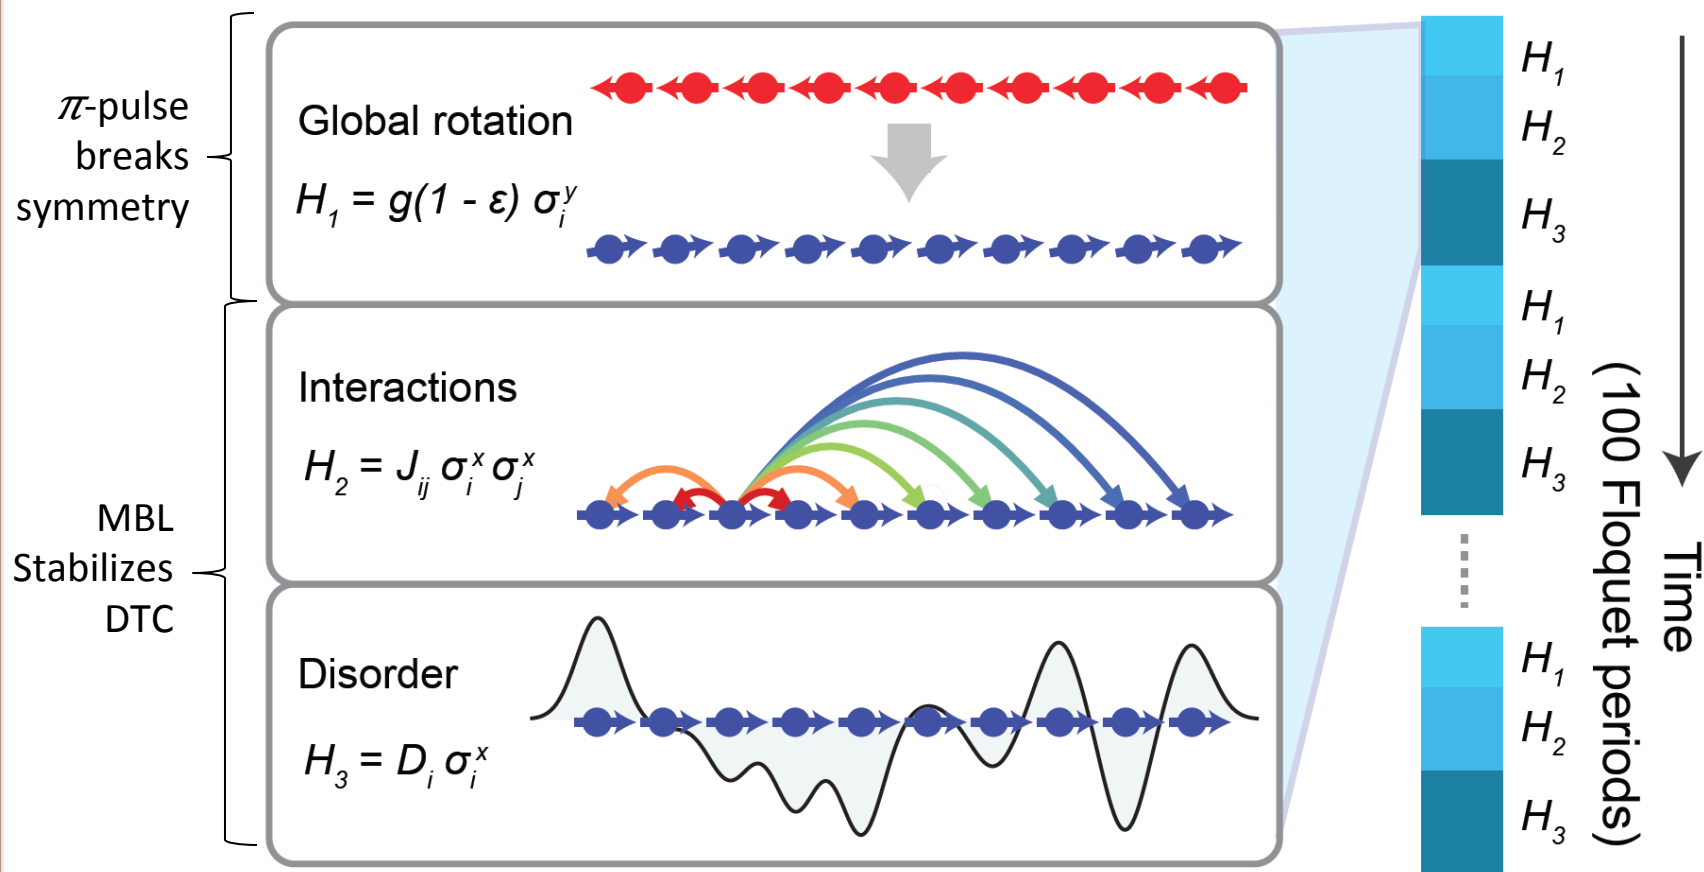 π-pulse
breaks
symmetry
Global rotation
H₁ = g(1 - ε) σᵢʸ
MBL
Stabilizes
DTC
Interactions
H₂ = Jᵢⱼ σᵢˣ σⱼˣ
Disorder
H₃ = Dᵢ σᵢˣ
H₁
H₂
H₃
H₁
H₂
H₃
H₁
H₂
H₃
Time
(100 Floquet periods)